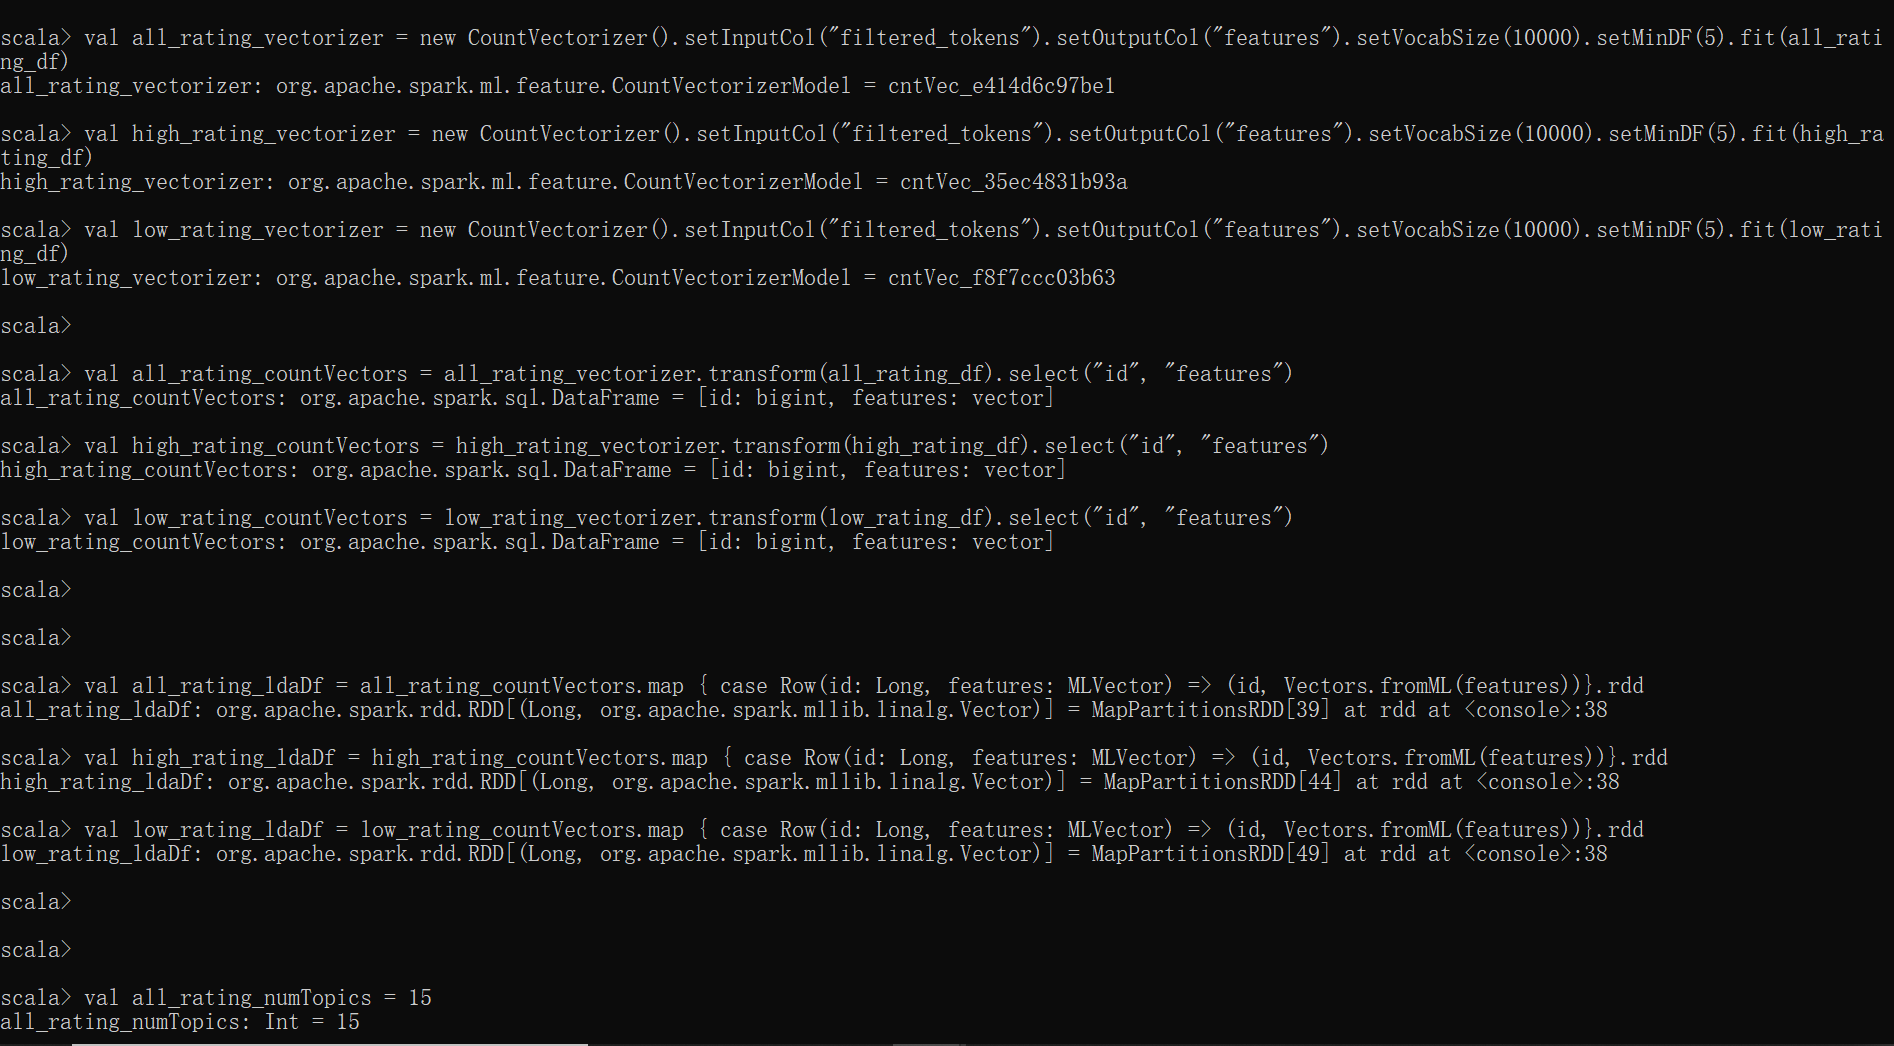 scala> val all_rating_vectorizer = new CountVectorizer().setInputCol("filtered_tokens").setOutputCol("features").setVocabSize(10000).setMinDF(5).fit(all_rati
ng_df)
all_rating_vectorizer: org.apache.spark.ml.feature.CountVectorizerModel = cntVec_e414d6c97be1
scala> val high_rating_vectorizer = new CountVectorizer().setInputCol("filtered_tokens").setOutputCol("features").setVocabSize(10000).setMinDF(5).fit(high_ra
ting_df)
high_rating_vectorizer: org.apache.spark.ml.feature.CountVectorizerModel = cntVec_35ec4831b93a
scala> val low_rating_vectorizer = new CountVectorizer().setInputCol("filtered_tokens").setOutputCol("features").setVocabSize(10000).setMinDF(5).fit(low_rati
ng_df)
low_rating_vectorizer: org.apache.spark.ml.feature.CountVectorizerModel = cntVec_f8f7ccc03b63
scala>
scala> val all_rating_countVectors = all_rating_vectorizer.transform(all_rating_df).select("id", "features")
all_rating_countVectors: org.apache.spark.sql.DataFrame = [id: bigint, features: vector]
scala> val high_rating_countVectors = high_rating_vectorizer.transform(high_rating_df).select("id", "features")
high_rating_countVectors: org.apache.spark.sql.DataFrame = [id: bigint, features: vector]
scala> val low_rating_countVectors = low_rating_vectorizer.transform(low_rating_df).select("id", "features")
low_rating_countVectors: org.apache.spark.sql.DataFrame = [id: bigint, features: vector]
scala>
scala>
scala> val all_rating_ldaDf = all_rating_countVectors.map { case Row(id: Long, features: MLVector) => (id, Vectors.fromML(features))}.rdd
all_rating_ldaDf: org.apache.spark.rdd.RDD[(Long, org.apache.spark.mllib.linalg.Vector)] = MapPartitionsRDD[39] at rdd at <console>:38
scala> val high_rating_ldaDf = high_rating_countVectors.map { case Row(id: Long, features: MLVector) => (id, Vectors.fromML(features))}.rdd
high_rating_ldaDf: org.apache.spark.rdd.RDD[(Long, org.apache.spark.mllib.linalg.Vector)] = MapPartitionsRDD[44] at rdd at <console>:38
scala> val low_rating_ldaDf = low_rating_countVectors.map { case Row(id: Long, features: MLVector) => (id, Vectors.fromML(features))}.rdd
low_rating_ldaDf: org.apache.spark.rdd.RDD[(Long, org.apache.spark.mllib.linalg.Vector)] = MapPartitionsRDD[49] at rdd at <console>:38
scala>
scala>
scala> val all_rating_numTopics = 15
all_rating_numTopics: Int = 15